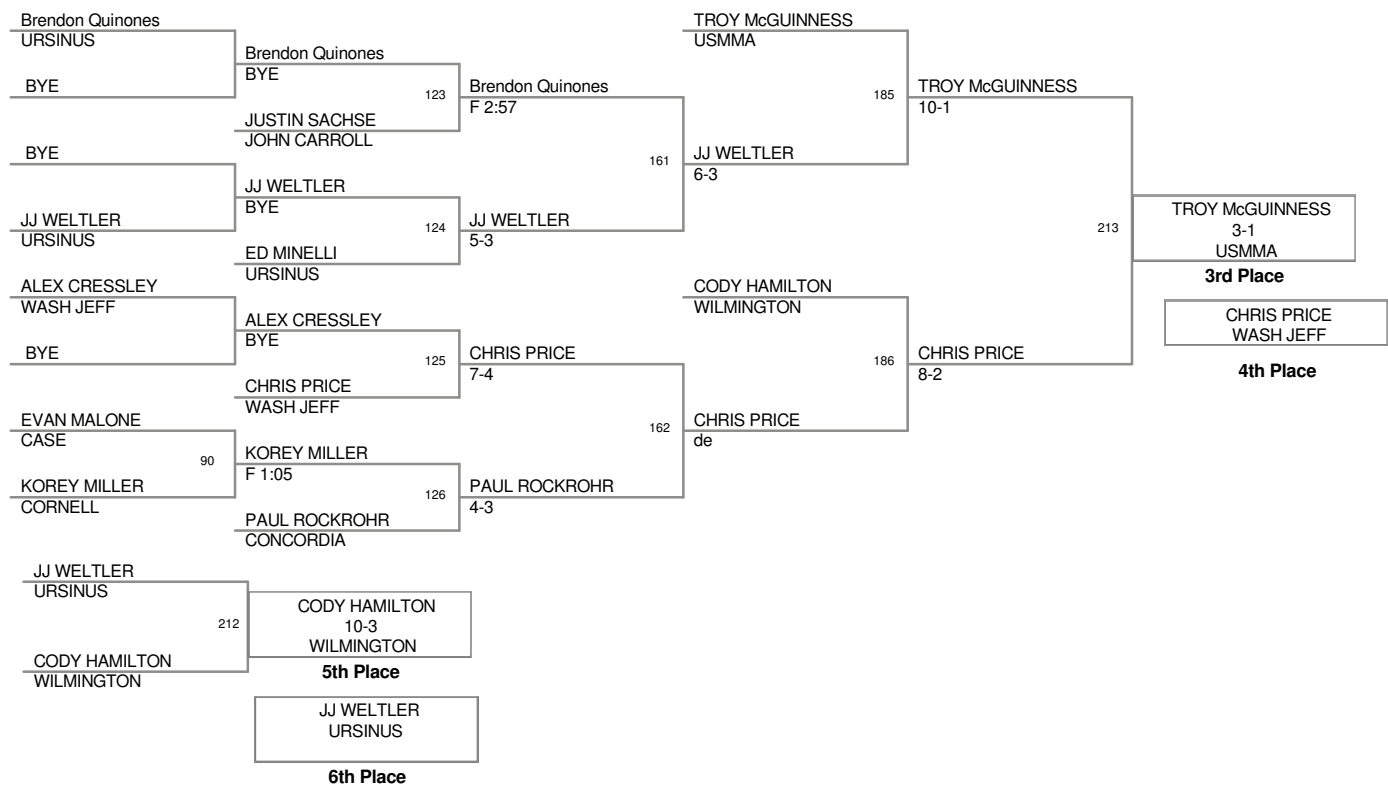 Brendon Quinones
URSINUS
BYE
BYE
JJ WELTLER
URSINUS
ALEX CRESSLEY
WASH JEFF
BYE
EVAN MALONE
CASE
90
KOREY MILLER
CORNELL
Brendon Quinones
BYE
123
JUSTIN SACHSE
JOHN CARROLL
JJ WELTLER
BYE
124
ED MINELLI
URSINUS
ALEX CRESSLEY
BYE
125
CHRIS PRICE
WASH JEFF
KOREY MILLER
F 1:05
126
PAUL ROCKROHR
CONCORDIA
Brendon Quinones
F 2:57
161
JJ WELTLER
5-3
CHRIS PRICE
7-4
162
PAUL ROCKROHR
4-3
TROY McGUINNESS
USMMA
185
JJ WELTLER
6-3
CODY HAMILTON
WILMINGTON
186
CHRIS PRICE
de
TROY McGUINNESS
10-1
213
CHRIS PRICE
8-2
TROY McGUINNESS
3-1
USMMA
3rd Place
CHRIS PRICE
WASH JEFF
4th Place
JJ WELTLER
URSINUS
212
CODY HAMILTON
WILMINGTON
CODY HAMILTON
10-3
WILMINGTON
5th Place
JJ WELTLER
URSINUS
6th Place